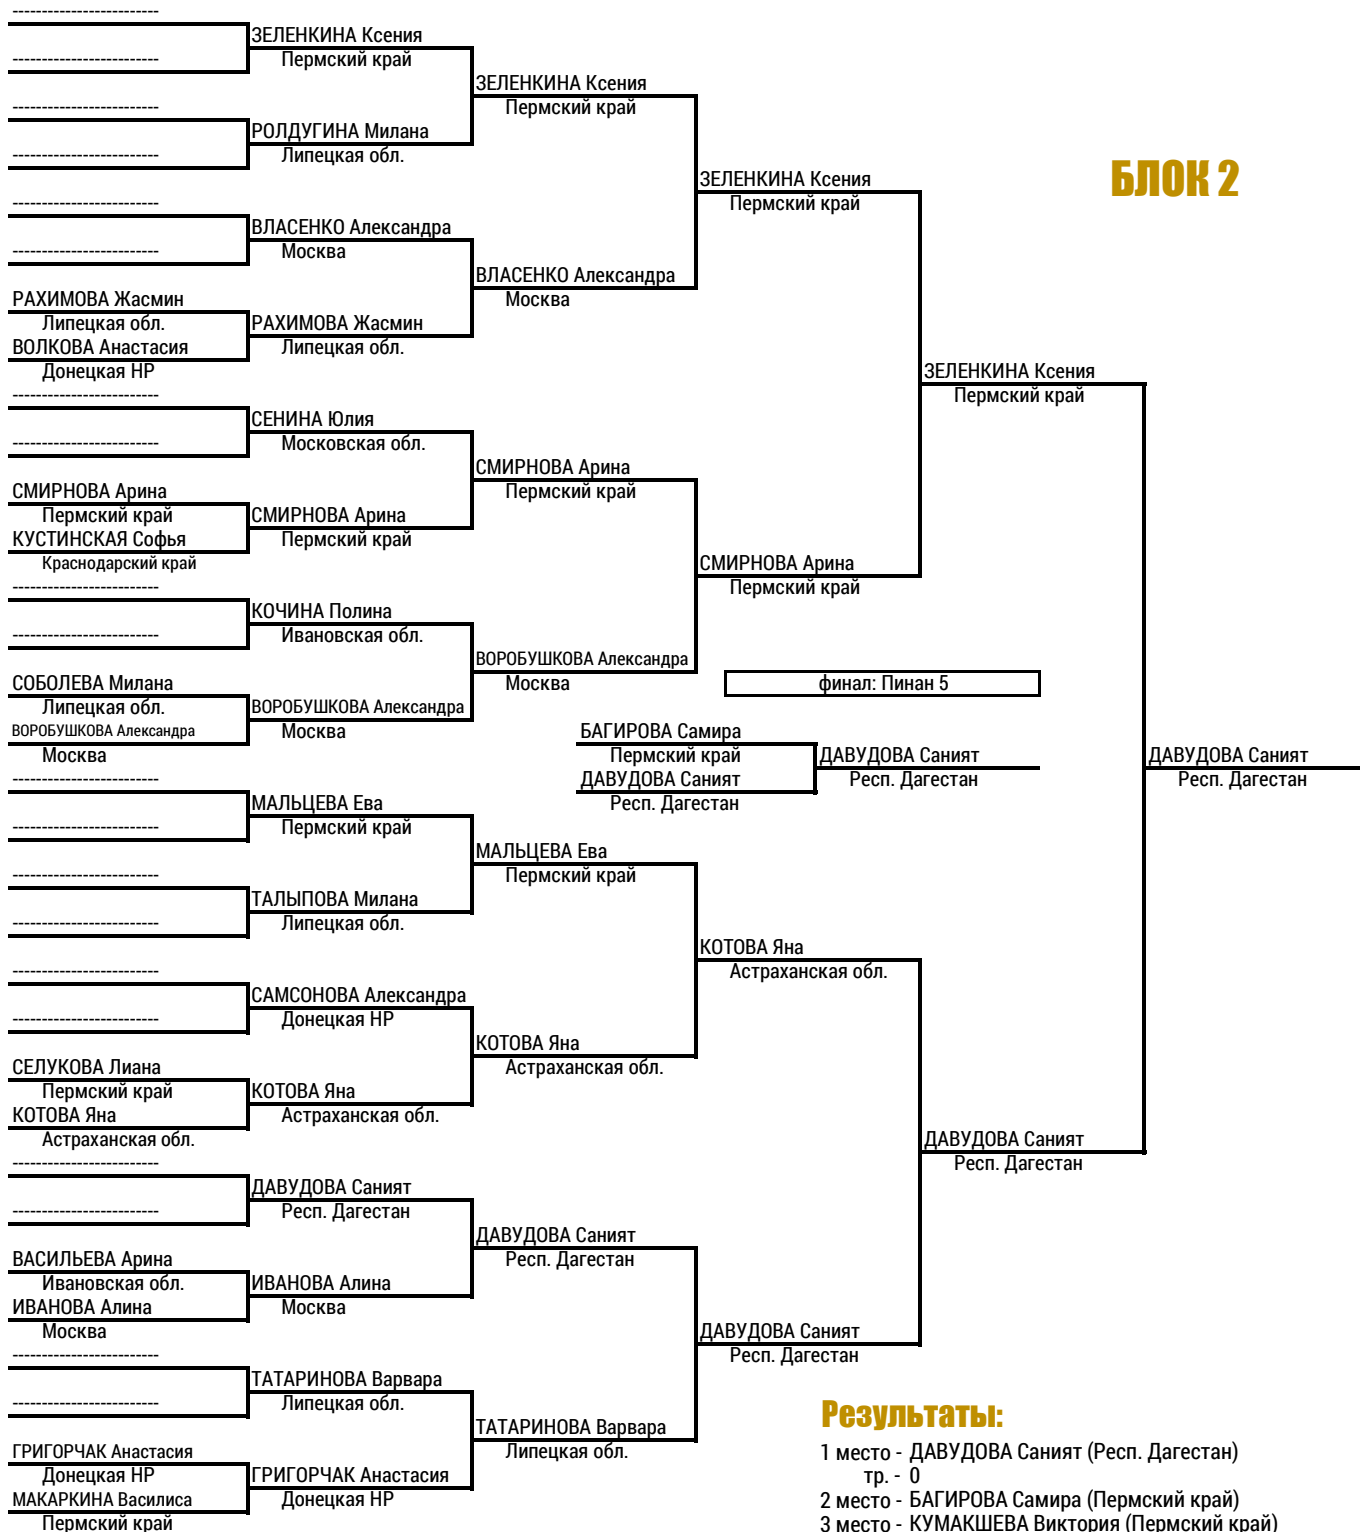 -------------------------
ЗЕЛЕНКИНА Ксения
-------------------------
Пермский край
ЗЕЛЕНКИНА Ксения
-------------------------
Пермский край
РОЛДУГИНА Милана
-------------------------
Липецкая обл.
БЛОК 2
ЗЕЛЕНКИНА Ксения
-------------------------
Пермский край
ВЛАСЕНКО Александра
-------------------------
Москва
ВЛАСЕНКО Александра
РАХИМОВА Жасмин
Москва
Липецкая обл.
РАХИМОВА Жасмин
ВОЛКОВА Анастасия
Липецкая обл.
Донецкая НР
ЗЕЛЕНКИНА Ксения
-------------------------
Пермский край
СЕНИНА Юлия
-------------------------
Московская обл.
СМИРНОВА Арина
СМИРНОВА Арина
Пермский край
Пермский край
СМИРНОВА Арина
КУСТИНСКАЯ Софья
Пермский край
Краснодарский край
СМИРНОВА Арина
-------------------------
Пермский край
КОЧИНА Полина
-------------------------
Ивановская обл.
ВОРОБУШКОВА Александра
СОБОЛЕВА Милана
Москва
финал: Пинан 5
Липецкая обл.
ВОРОБУШКОВА Александра
ВОРОБУШКОВА Александра
Москва
БАГИРОВА Самира
Москва
Пермский край
ДАВУДОВА Саният
ДАВУДОВА Саният
-------------------------
ДАВУДОВА Саният
Респ. Дагестан
Респ. Дагестан
МАЛЬЦЕВА Ева
Респ. Дагестан
-------------------------
Пермский край
МАЛЬЦЕВА Ева
-------------------------
Пермский край
ТАЛЫПОВА Милана
-------------------------
Липецкая обл.
КОТОВА Яна
-------------------------
Астраханская обл.
САМСОНОВА Александра
-------------------------
Донецкая НР
КОТОВА Яна
СЕЛУКОВА Лиана
Астраханская обл.
Пермский край
КОТОВА Яна
КОТОВА Яна
Астраханская обл.
Астраханская обл.
ДАВУДОВА Саният
-------------------------
Респ. Дагестан
ДАВУДОВА Саният
-------------------------
Респ. Дагестан
ДАВУДОВА Саният
ВАСИЛЬЕВА Арина
Респ. Дагестан
Ивановская обл.
ИВАНОВА Алина
ИВАНОВА Алина
Москва
Москва
ДАВУДОВА Саният
-------------------------
Респ. Дагестан
ТАТАРИНОВА Варвара
-------------------------
Липецкая обл.
Результаты:
ТАТАРИНОВА Варвара
ГРИГОРЧАК Анастасия
Липецкая обл.
1 место - ДАВУДОВА Саният (Респ. Дагестан)
Донецкая НР
ГРИГОРЧАК Анастасия
тр. - 0
МАКАРКИНА Василиса
Донецкая НР
2 место - БАГИРОВА Самира (Пермский край)
Пермский край
3 место - КУМАКШЕВА Виктория (Пермский край)